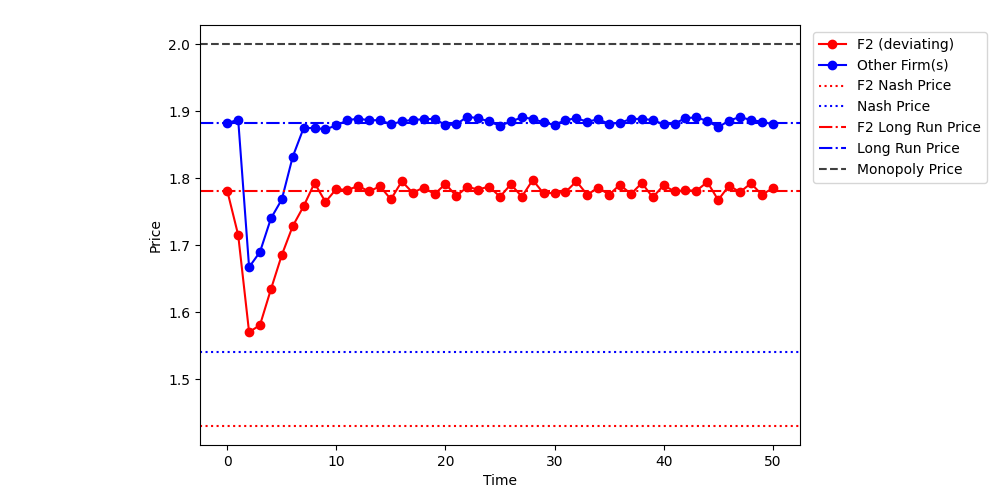 2.0
1.9
1.8
1.7
1.6
1.5
Price
0
10
20
30
40
50
Time
F2 (deviating)
Other Firm(s)
F2 Nash Price
Nash Price
F2 Long Run Price
Long Run Price
Monopoly Price